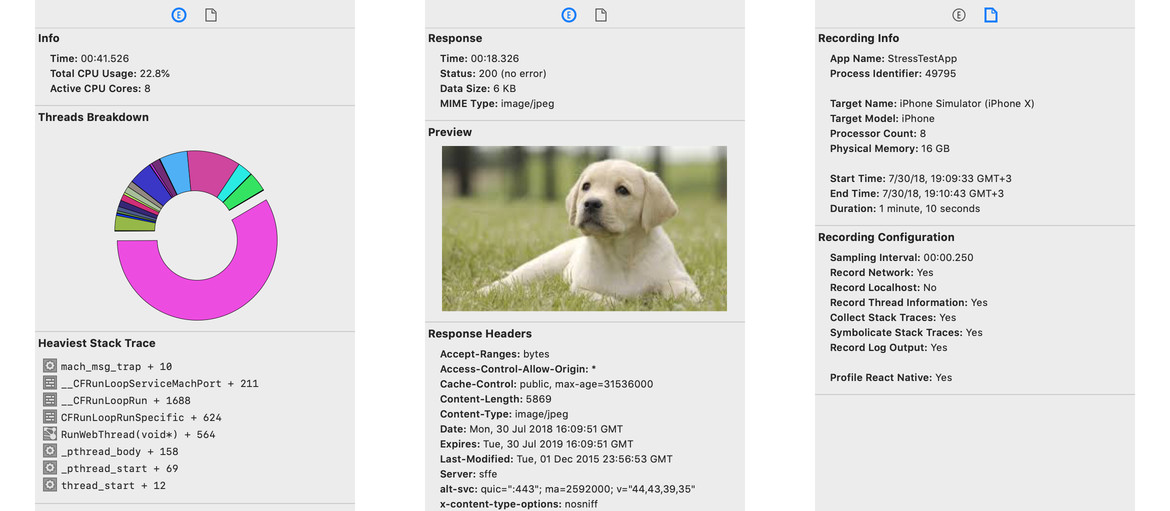 E
Info
Time: 00:41.526
Total CPU Usage: 22.8%
Active CPU Cores: 8
Threads Breakdown
Heaviest Stack Trace
mach_msg_trap + 10
__CFRunLoopServiceMachPort + 211
__CFRunLoopRun + 1688
CFRunLoopRunSpecific + 624
RunWebThread(void*) + 564
_pthread_body + 158
_pthread_start + 69
thread_start + 12
E
Response
Time: 00:18.326
Status: 200 (no error)
Data Size: 6 KB
MIME Type: image/jpeg
Preview
Response Headers
Accept-Ranges: bytes
Access-Control-Allow-Origin: *
Cache-Control: public, max-age=31536000
Content-Length: 5869
Content-Type: image/jpeg
Date: Mon, 30 Jul 2018 16:09:51 GMT
Expires: Tue, 30 Jul 2019 16:09:51 GMT
Last-Modified: Tue, 01 Dec 2015 23:56:53 GMT
Server: sffe
alt-svc: quic=":443"; ma=2592000; v="44,43,39,35"
x-content-type-options: nosniff
E
Recording Info
App Name: StressTestApp
Process Identifier: 49795
Target Name: iPhone Simulator (iPhone X)
Target Model: iPhone
Processor Count: 8
Physical Memory: 16 GB
Start Time: 7/30/18, 19:09:33 GMT+3
End Time: 7/30/18, 19:10:43 GMT+3
Duration: 1 minute, 10 seconds
Recording Configuration
Sampling Interval: 00:00.250
Record Network: Yes
Record Localhost: No
Record Thread Information: Yes
Collect Stack Traces: Yes
Symbolicate Stack Traces: Yes
Record Log Output: Yes
Profile React Native: Yes